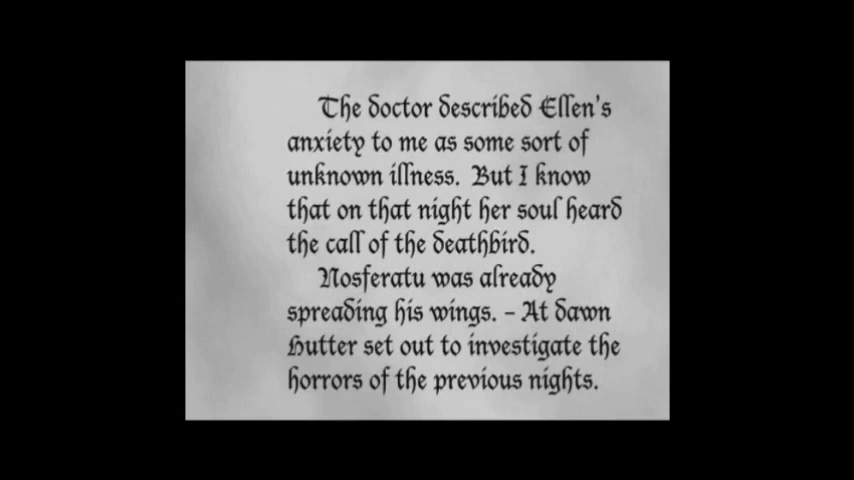 The doctor described Ellen's
anxiety to me as some sort of
unknown illness. But I know
that on that night her soul heard
the call of the deathbird.
Nosferatu was already
spreading his wings. - At dawn
Hutter set out to investigate the
horrors of the previous nights.